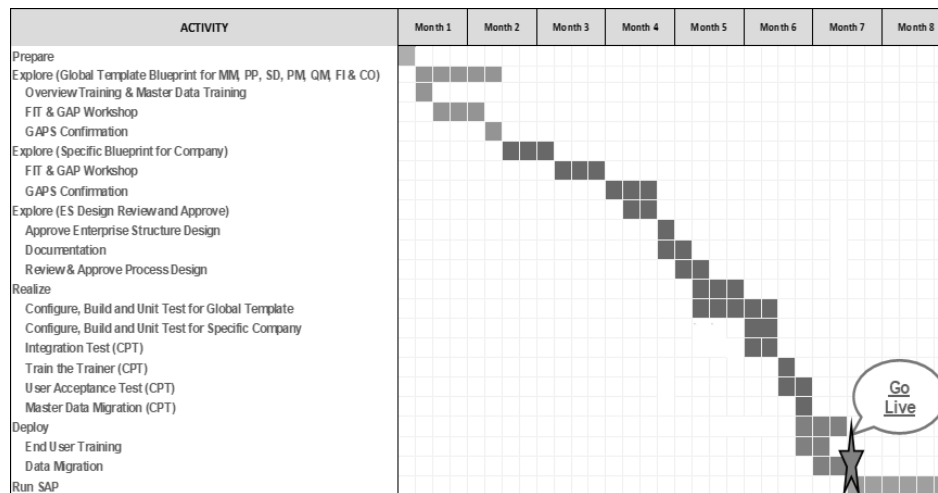 ACTIVITY Month 1 Month 2 Month 3 Month 4 Month 5 Month 6 Month 7 Month 8
Prepare
Explore (Global Template Blueprint for MM, PP, SD, PM, QM, FI & CO)
Overview Training & Master Data Training
FIT & GAP Workshop
GAPS Confirmation
Explore (Specific Blueprint for Company)
FIT & GAP Workshop
GAPS Confirmation
Explore (ES Design Review and Approve)
Approve Enterprise Structure Design
Documentation
Review & Approve Process Design
Realize
Configure, Build and Unit Test for Global Template
Configure, Build and Unit Test for Specific Company
Integration Test (CPT)
Train the Trainer (CPT)
User Acceptance Test (CPT)
Master Data Migration (CPT)
Deploy
End User Training
Data Migration
Run SAP
Go
Live